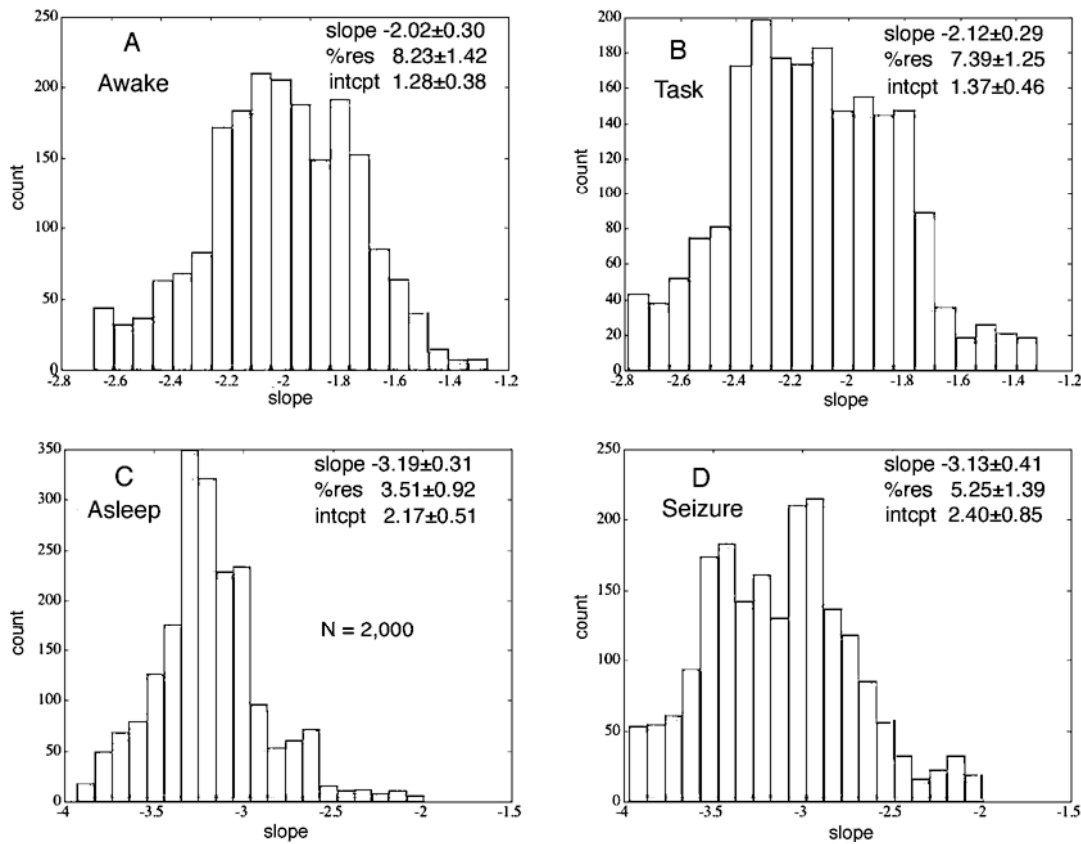 A
Awake
slope -2.02±0.30
%res 8.23±1.42
intcpt 1.28±0.38
250
200
150
100
50
0
count
-2.8
-2.6
-2.4
-2.2
-2
-1.8
-1.6
-1.4
-1.2
slope
B
Task
slope -2.12±0.29
%res 7.39±1.25
intcpt 1.37±0.46
200
180
160
140
120
100
80
60
40
20
0
count
-2.8
-2.6
-2.4
-2.2
-2
-1.8
-1.6
-1.4
-1.2
slope
C
Asleep
slope -3.19±0.31
%res 3.51±0.92
intcpt 2.17±0.51
N = 2,000
350
300
250
200
150
100
50
0
count
-4
-3.5
-3
-2.5
-2
-1.5
slope
D
Seizure
slope -3.13±0.41
%res 5.25±1.39
intcpt 2.40±0.85
250
200
150
100
50
0
count
-4
-3.5
-3
-2.5
-2
-1.5
slope